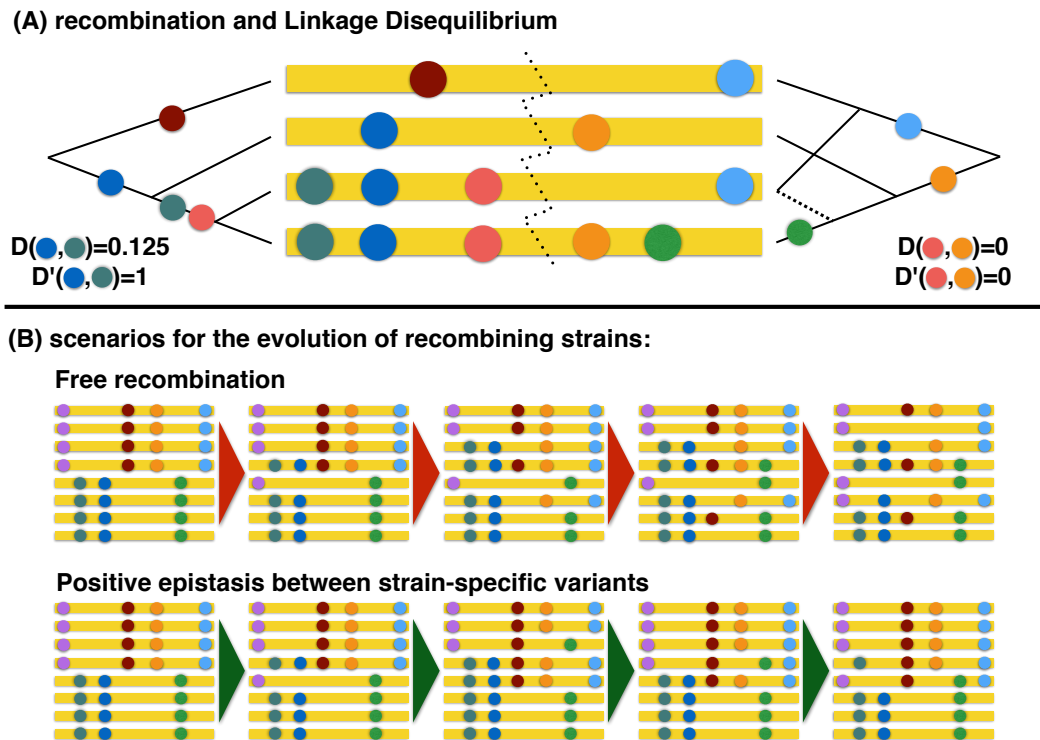 (A) recombination and Linkage Disequilibrium
D( , )=0.125
D'( , )=1
D( , )=0
D'( , )=0
(B) scenarios for the evolution of recombining strains:
Free recombination
Positive epistasis between strain-specific variants